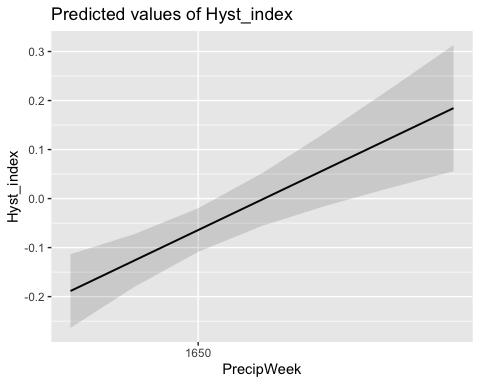 Predicted values of Hyst_index
0.3
0.2
0.1
0.0
-0.1
-0.2
Hyst_index
1650
PrecipWeek